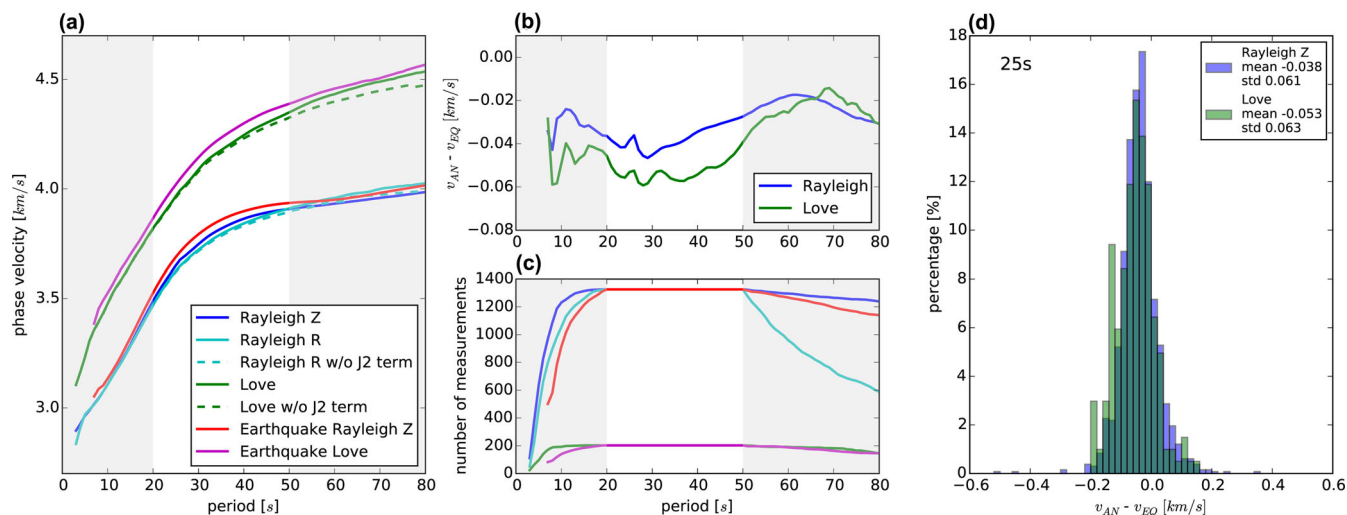 (a)
4.5
4.0
3.5
3.0
phase velocity [km/s]
0 10 20 30 40 50 60 70 80
period [s]
Rayleigh Z
Rayleigh R
Rayleigh R w/o J2 term
Love
Love w/o J2 term
Earthquake Rayleigh Z
Earthquake Love
(b)
0.00
−0.02
−0.04
−0.06
−0.08
v_AN - v_EQ [km/s]
0 10 20 30 40 50 60 70 80
Rayleigh
Love
(c)
1400
1200
1000
800
600
400
200
0
number of measurements
0 10 20 30 40 50 60 70 80
period [s]
(d)
18
16
14
12
10
8
6
4
2
0
percentage [%]
25s
Rayleigh Z
mean -0.038
std 0.061
Love
mean -0.053
std 0.063
−0.6 −0.4 −0.2 0.0 0.2 0.4 0.6
v_AN - v_EQ [km/s]